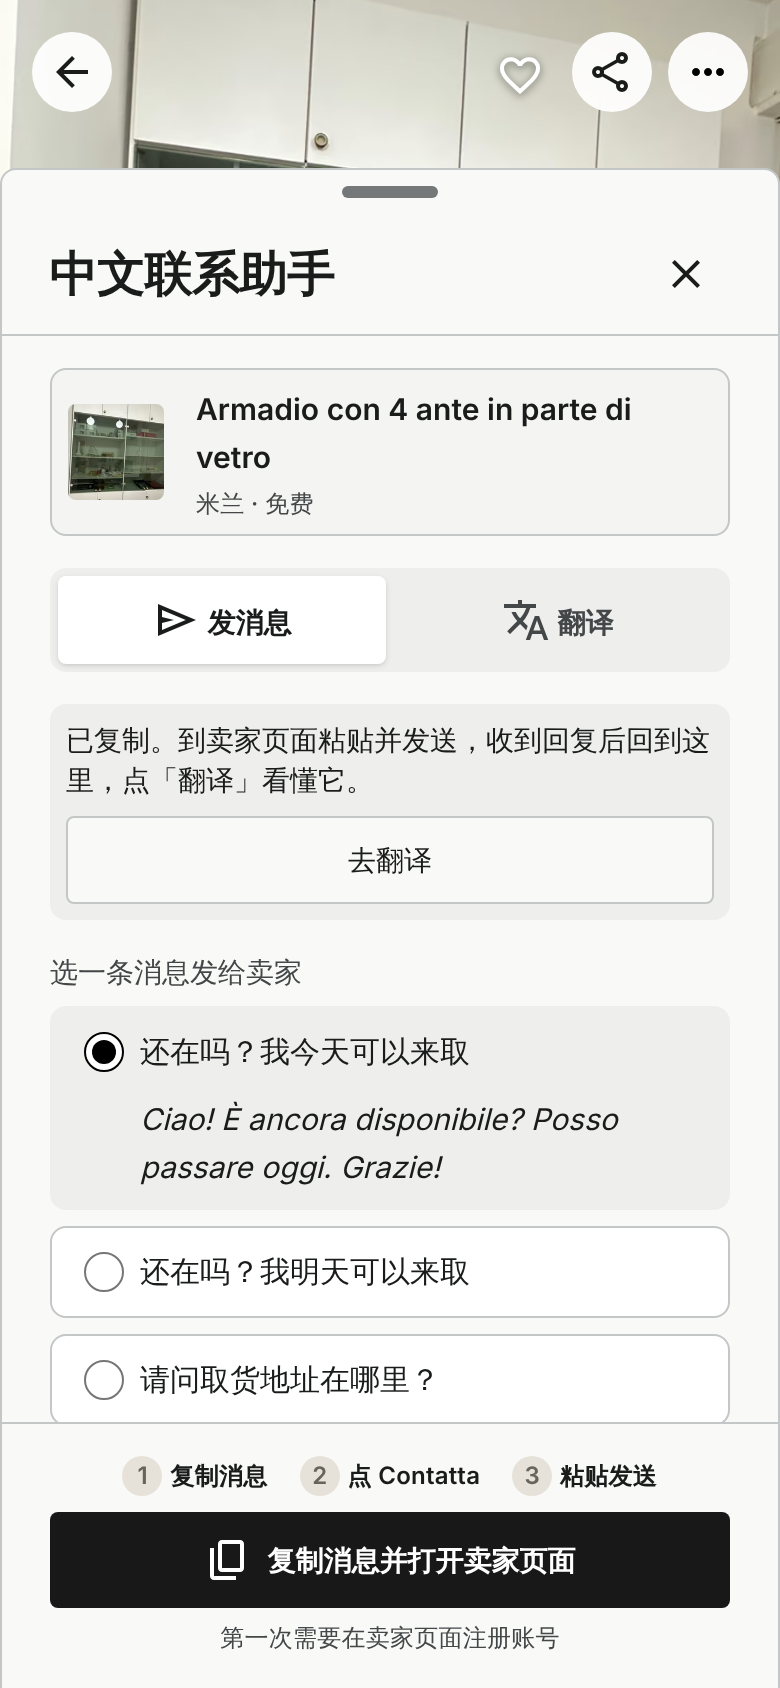 中文联系助手
Armadio con 4 ante in parte di
vetro
米兰 · 免费
发消息
翻译
已复制。到卖家页面粘贴并发送，收到回复后回到这
里，点「翻译」看懂它。
去翻译
选一条消息发给卖家
还在吗？我今天可以来取
Ciao! È ancora disponibile? Posso
passare oggi. Grazie!
还在吗？我明天可以来取
请问取货地址在哪里？
1 复制消息 2 点 Contatta 3 粘贴发送
复制消息并打开卖家页面
第一次需要在卖家页面注册账号